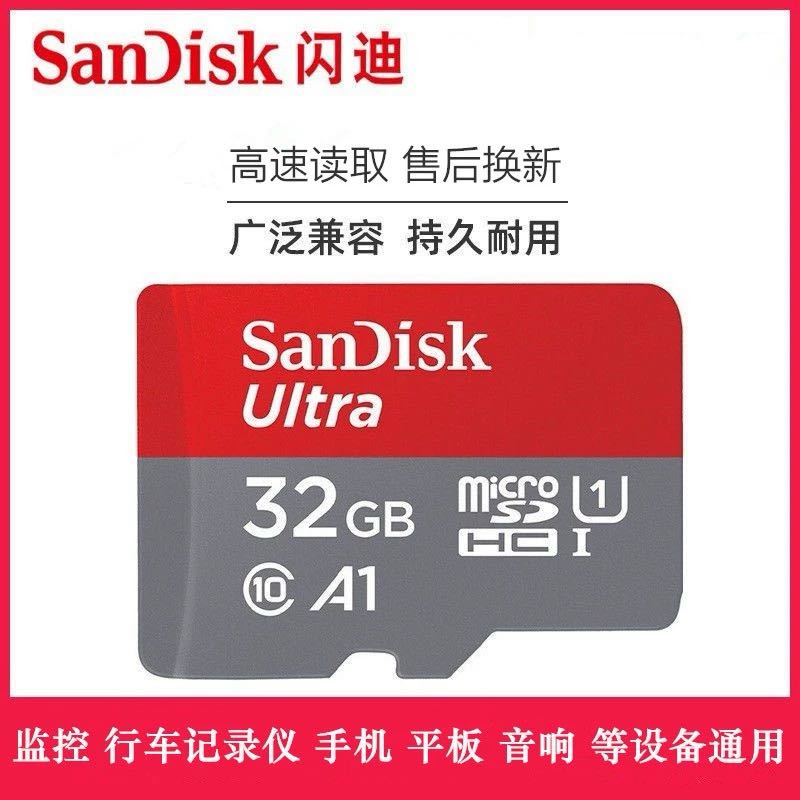 SanDisk 闪迪
高速读取 售后换新
广泛兼容 持久耐用
SanDisk
Ultra
32GB
micro SD HC I U1
10 A1
监控 行车记录仪 手机 平板 音响 等设备通用